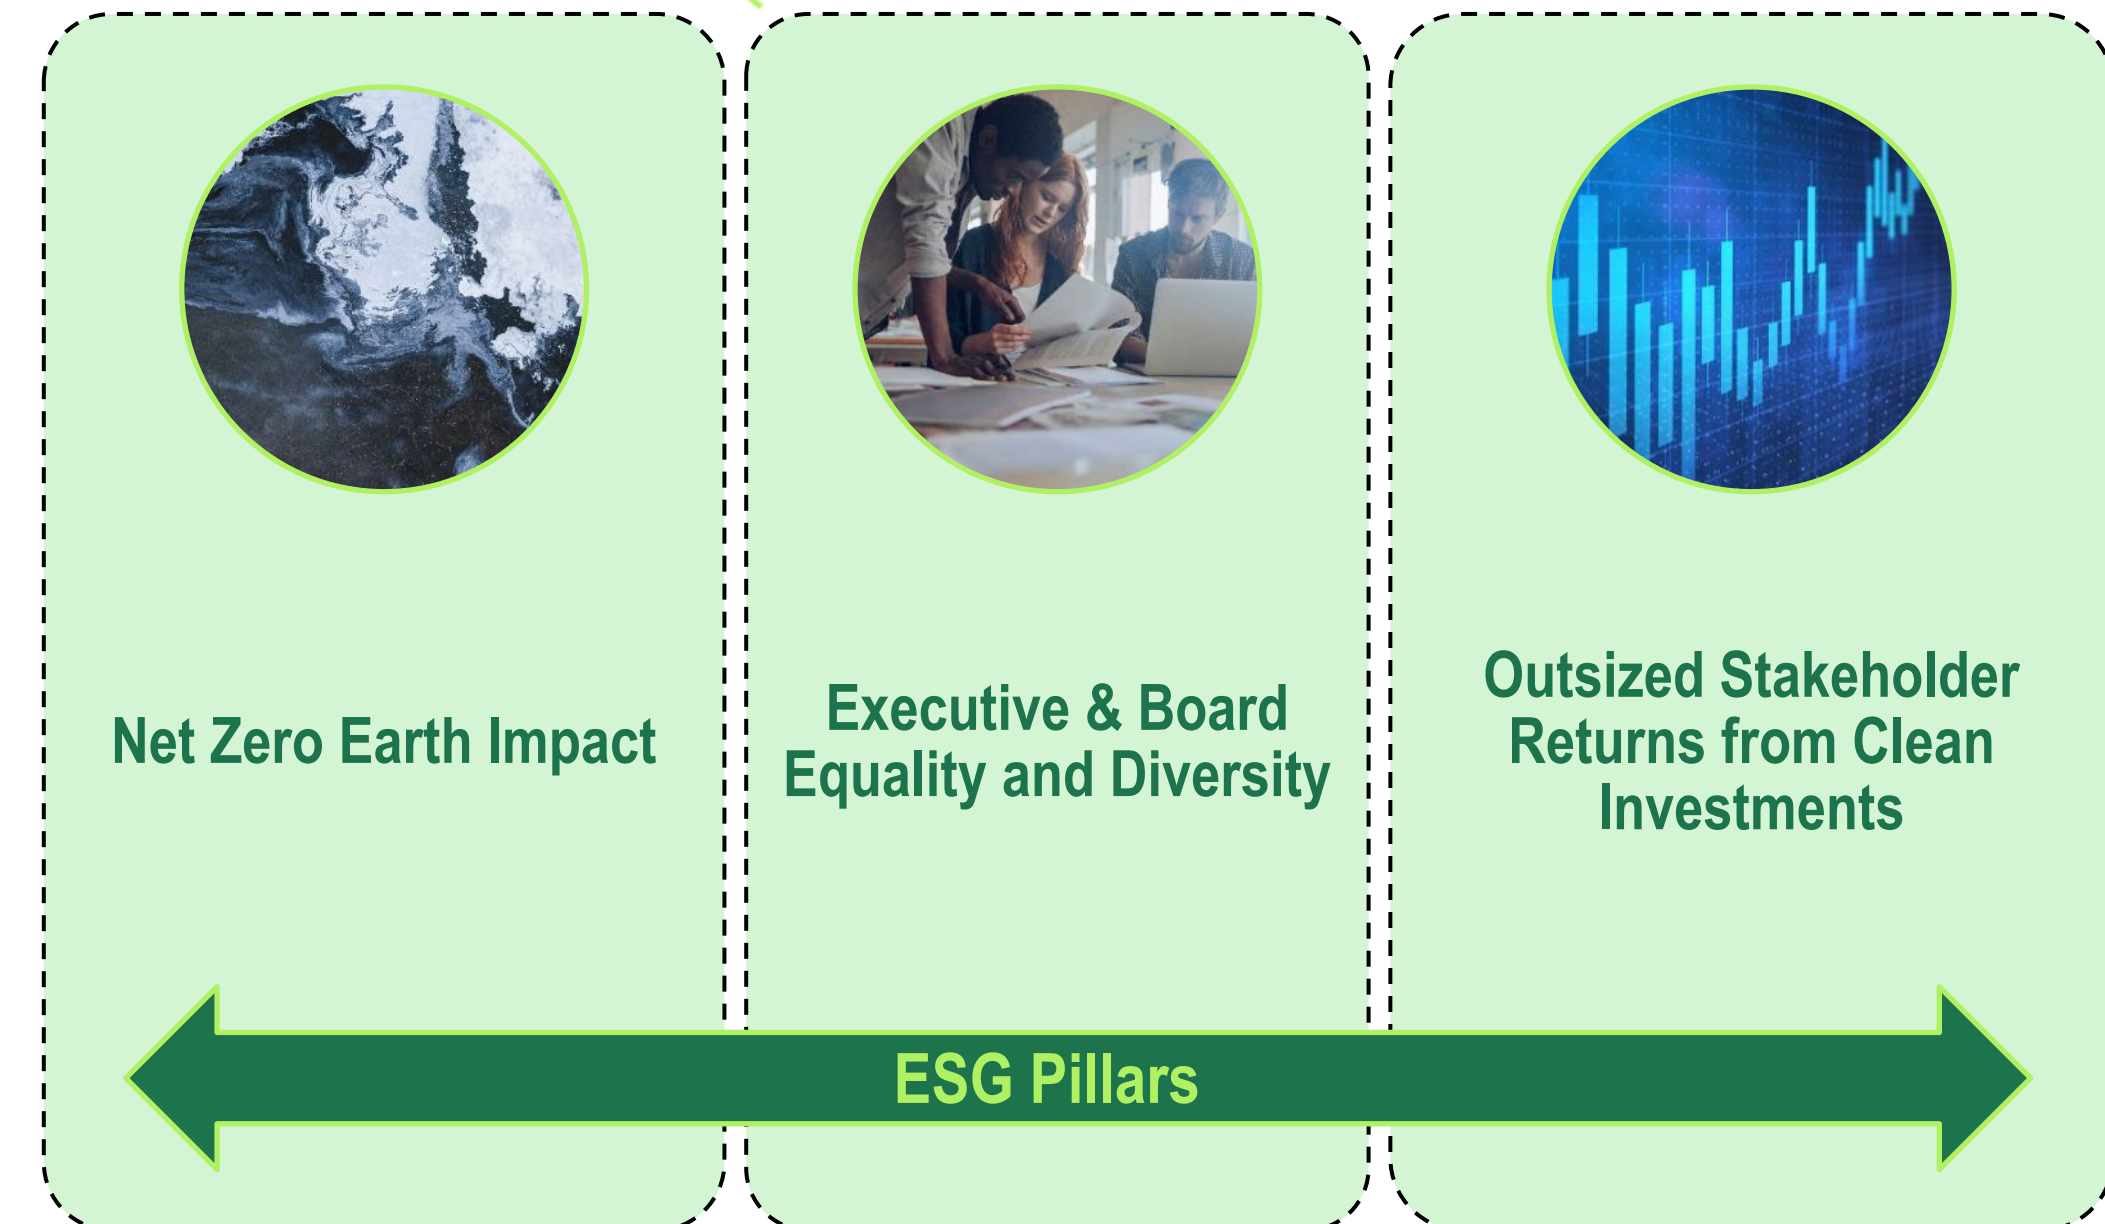 Net Zero Earth Impact
Executive & Board
Equality and Diversity
Outsized Stakeholder
Returns from Clean
Investments
ESG Pillars